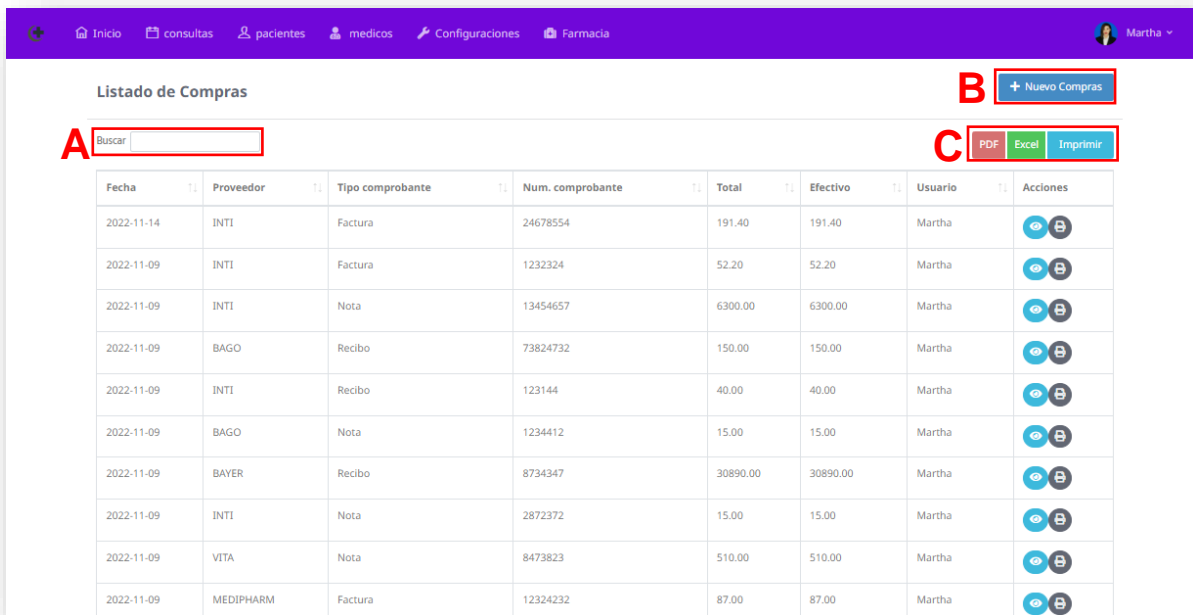 Inicio consultas pacientes medicos Configuraciones Farmacia Martha
Listado de Compras
B
+ Nuevo Compras
A
Buscar
C
PDF Excel Imprimir
Fecha Proveedor Tipo comprobante Num. comprobante Total Efectivo Usuario Acciones
2022-11-14 INTI Factura 24678554 191.40 191.40 Martha
2022-11-09 INTI Factura 1232324 52.20 52.20 Martha
2022-11-09 INTI Nota 13454657 6300.00 6300.00 Martha
2022-11-09 BAGO Recibo 73824732 150.00 150.00 Martha
2022-11-09 INTI Recibo 123144 40.00 40.00 Martha
2022-11-09 BAGO Nota 1234412 15.00 15.00 Martha
2022-11-09 BAYER Recibo 8734347 30890.00 30890.00 Martha
2022-11-09 INTI Nota 2872372 15.00 15.00 Martha
2022-11-09 VITA Nota 8473823 510.00 510.00 Martha
2022-11-09 MEDIPHARM Factura 12324232 87.00 87.00 Martha